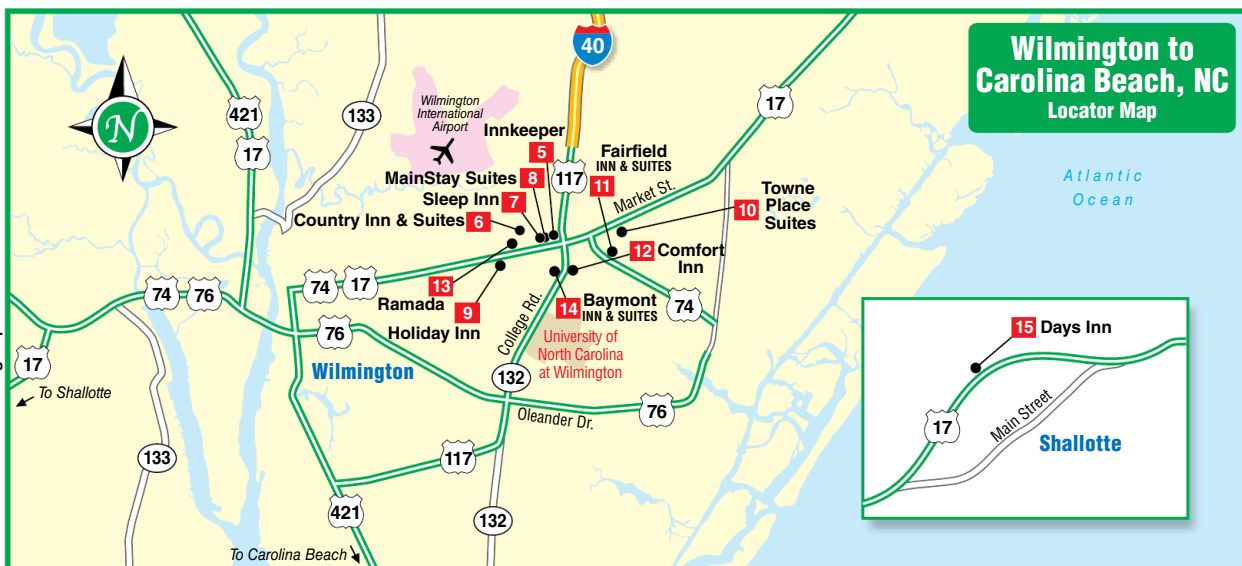 Wilmington to
Carolina Beach, NC
Locator Map
N
40
421
17
133
Wilmington
International
Airport
17
Innkeeper
5
MainStay Suites 8
Sleep Inn 7
Country Inn & Suites 6
117
Fairfield
INN & SUITES
11
Market St.
10
Towne
Place
Suites
Atlantic
Ocean
12 Comfort
Inn
13
Ramada
9
Holiday Inn
14 Baymont
INN & SUITES
74
17
74
76
74
76
College Rd.
University of
North Carolina
at Wilmington
Wilmington
17
To Shallotte
132
Oleander Dr.
76
133
117
421
132
To Carolina Beach
15 Days Inn
17
Main Street
Shallotte